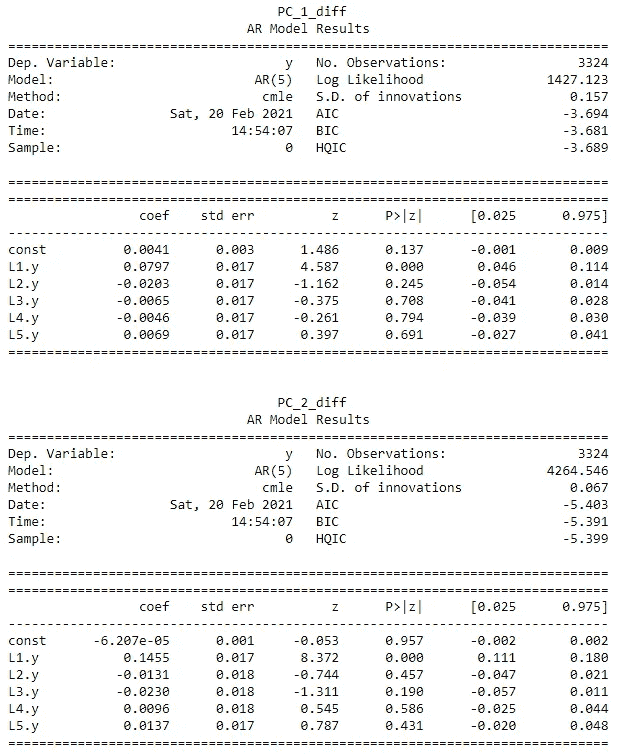 PC_1_diff
AR Model Results
==============================================================================
Dep. Variable:                      y   No. Observations:                 3324
Model:                          AR(5)   Log Likelihood                1427.123
Method:                          cmle   S.D. of innovations              0.157
Date:                Sat, 20 Feb 2021   AIC                             -3.694
Time:                        14:54:07   BIC                             -3.681
Sample:                             0   HQIC                            -3.689

==============================================================================
==============================================================================
                 coef    std err          z      P>|z|      [0.025      0.975]
------------------------------------------------------------------------------
const          0.0041      0.003      1.486      0.137      -0.001       0.009
L1.y           0.0797      0.017      4.587      0.000       0.046       0.114
L2.y          -0.0203      0.017     -1.162      0.245      -0.054       0.014
L3.y          -0.0065      0.017     -0.375      0.708      -0.041       0.028
L4.y          -0.0046      0.017     -0.261      0.794      -0.039       0.030
L5.y           0.0069      0.017      0.397      0.691      -0.027       0.041
==============================================================================
PC_2_diff
AR Model Results
==============================================================================
Dep. Variable:                      y   No. Observations:                 3324
Model:                          AR(5)   Log Likelihood                4264.546
Method:                          cmle   S.D. of innovations              0.067
Date:                Sat, 20 Feb 2021   AIC                             -5.403
Time:                        14:54:07   BIC                             -5.391
Sample:                             0   HQIC                            -5.399

==============================================================================
==============================================================================
                 coef    std err          z      P>|z|      [0.025      0.975]
------------------------------------------------------------------------------
const      -6.207e-05      0.001     -0.053      0.957      -0.002       0.002
L1.y           0.1455      0.017      8.372      0.000       0.111       0.180
L2.y          -0.0131      0.018     -0.744      0.457      -0.047       0.021
L3.y          -0.0230      0.018     -1.311      0.190      -0.057       0.011
L4.y           0.0096      0.018      0.545      0.586      -0.025       0.044
L5.y           0.0137      0.017      0.787      0.431      -0.020       0.048
==============================================================================